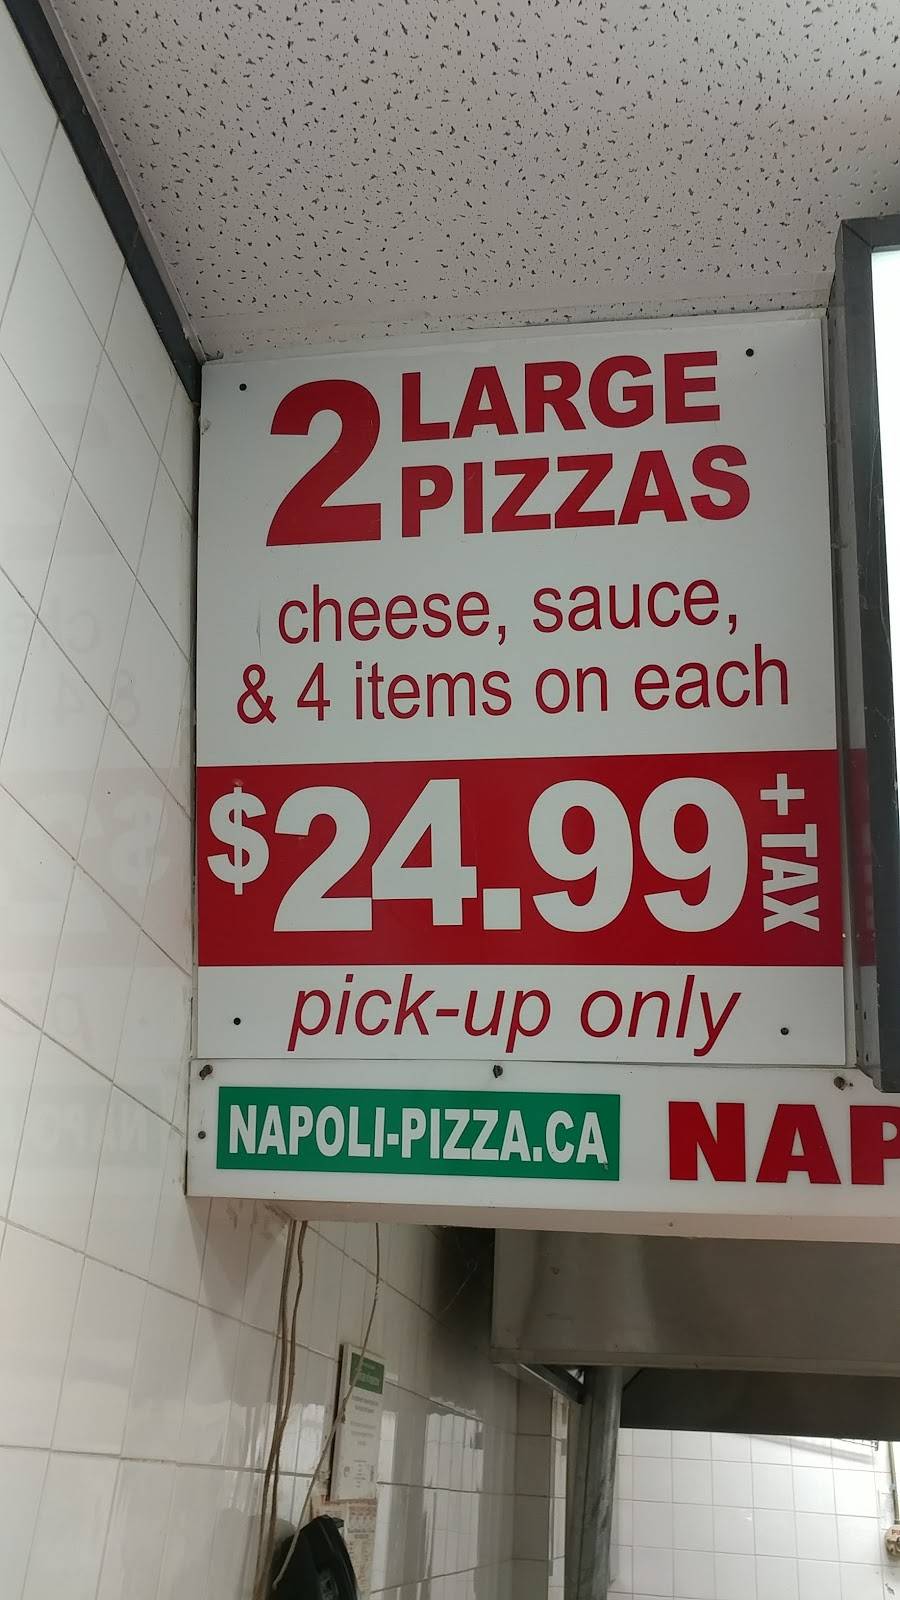 2 LARGE
PIZZAS
cheese, sauce,
& 4 items on each
$24.99 +TAX
pick-up only
NAPOLI-PIZZA.CA NAP